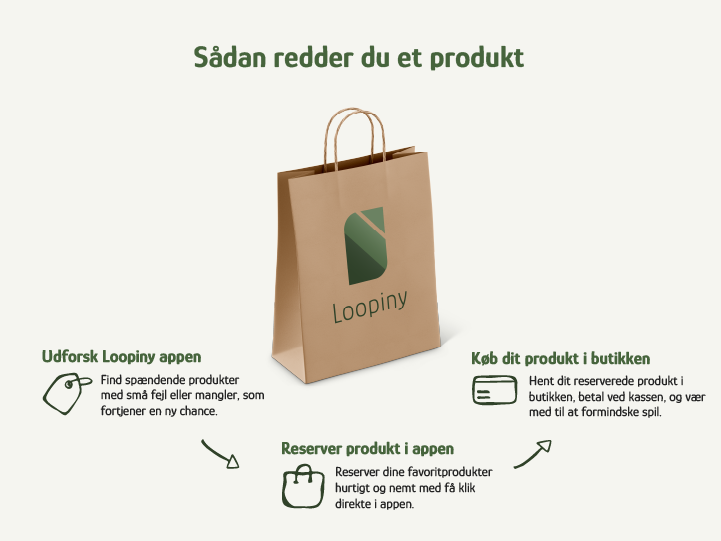 Sådan redder du et produkt
Loopiny
Udforsk Loopiny appen
Find spændende produkter
med små fejl eller mangler, som
fortjener en ny chance.
Reserver produkt i appen
Reserver dine favoritprodukter
hurtigt og nemt med få klik
direkte i appen.
Køb dit produkt i butikken
Hent dit reserverede produkt i
butikken, betal ved kassen, og vær
med til at formindske spil.